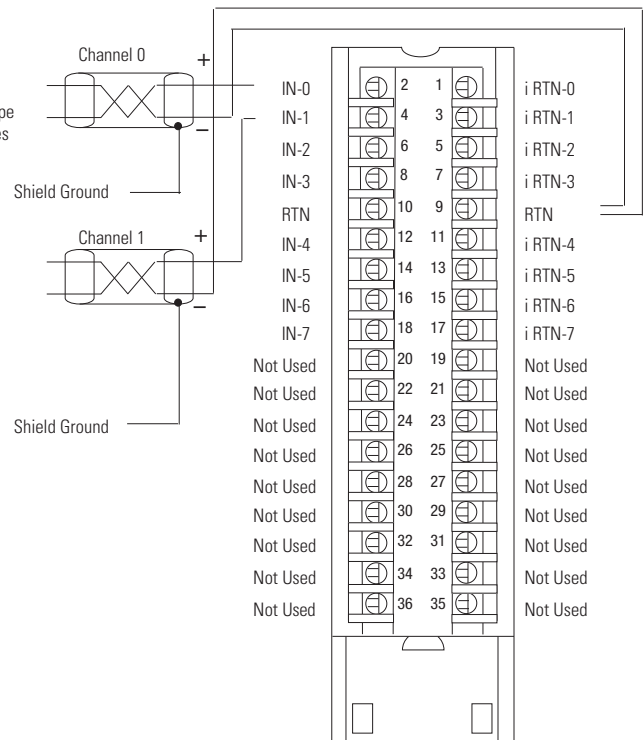 Channel 0
+
pe
es
–
Shield Ground
Channel 1
+
–
Shield Ground
IN-0 2 1 i RTN-0
IN-1 4 3 i RTN-1
IN-2 6 5 i RTN-2
IN-3 8 7 i RTN-3
RTN 10 9 RTN
IN-4 12 11 i RTN-4
IN-5 14 13 i RTN-5
IN-6 16 15 i RTN-6
IN-7 18 17 i RTN-7
Not Used 20 19 Not Used
Not Used 22 21 Not Used
Not Used 24 23 Not Used
Not Used 26 25 Not Used
Not Used 28 27 Not Used
Not Used 30 29 Not Used
Not Used 32 31 Not Used
Not Used 34 33 Not Used
Not Used 36 35 Not Used